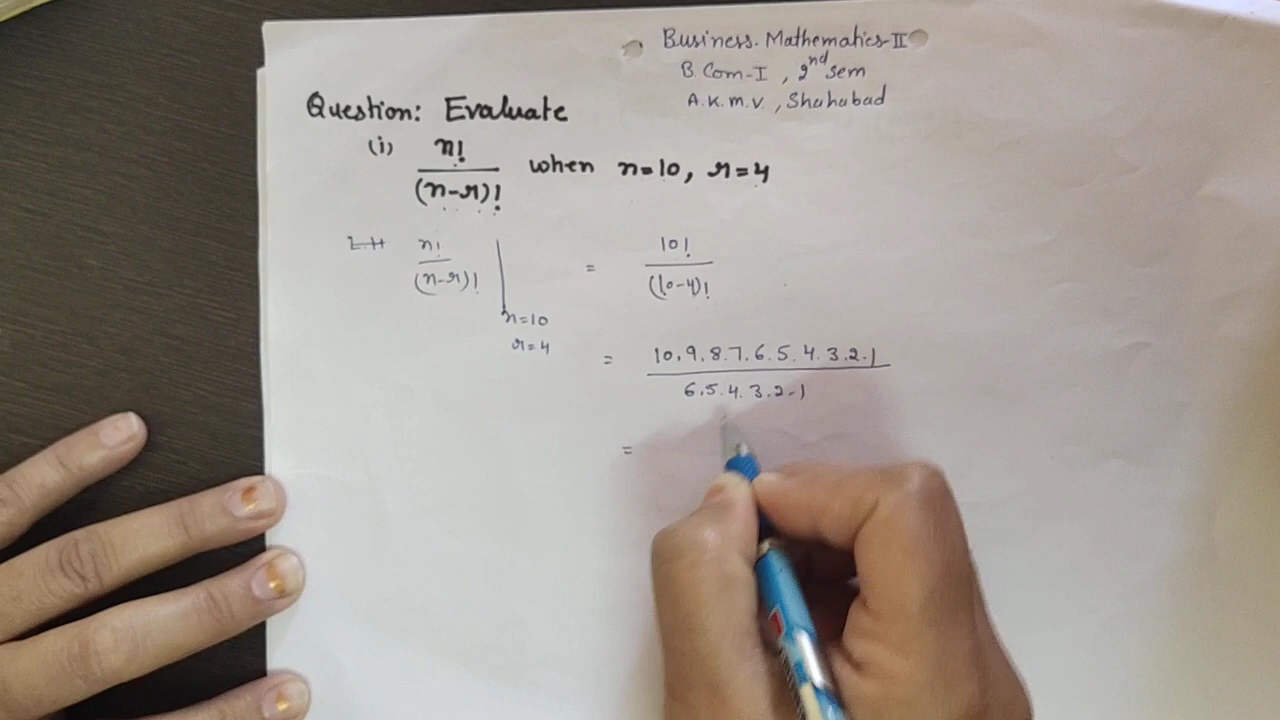 Business Mathematics-II
B. Com-I , 2nd sem
A.K.M.V., Shahabad
Question: Evaluate
(i) n!/(n-r)! when n=10, r=4
n!/(n-r)! | n=10 r=4 = 10!/(10-4)!
= 10.9.8.7.6.5.4.3.2.1/6.5.4.3.2.1
=